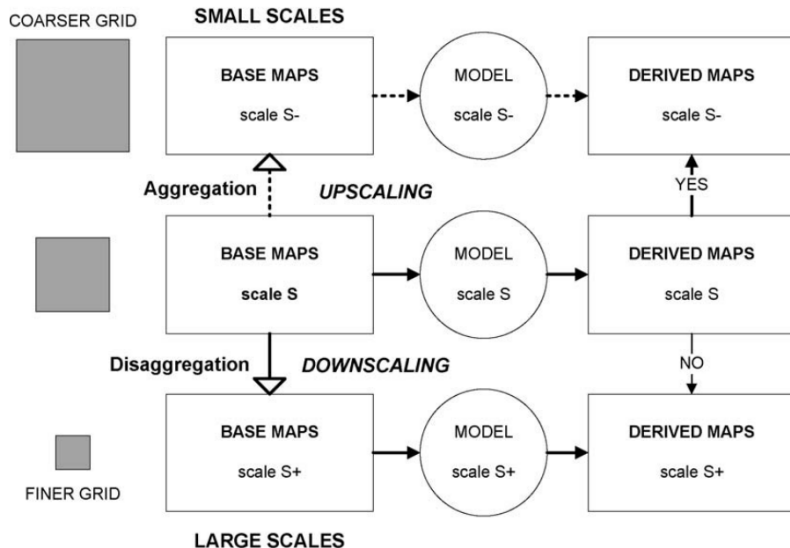 COARSER GRID
SMALL SCALES
BASE MAPS
scale S-
MODEL
scale S-
DERIVED MAPS
scale S-
Aggregation
UPSCALING
YES
BASE MAPS
scale S
MODEL
scale S
DERIVED MAPS
scale S
Disaggregation
DOWNSCALING
NO
BASE MAPS
scale S+
MODEL
scale S+
DERIVED MAPS
scale S+
FINER GRID
LARGE SCALES